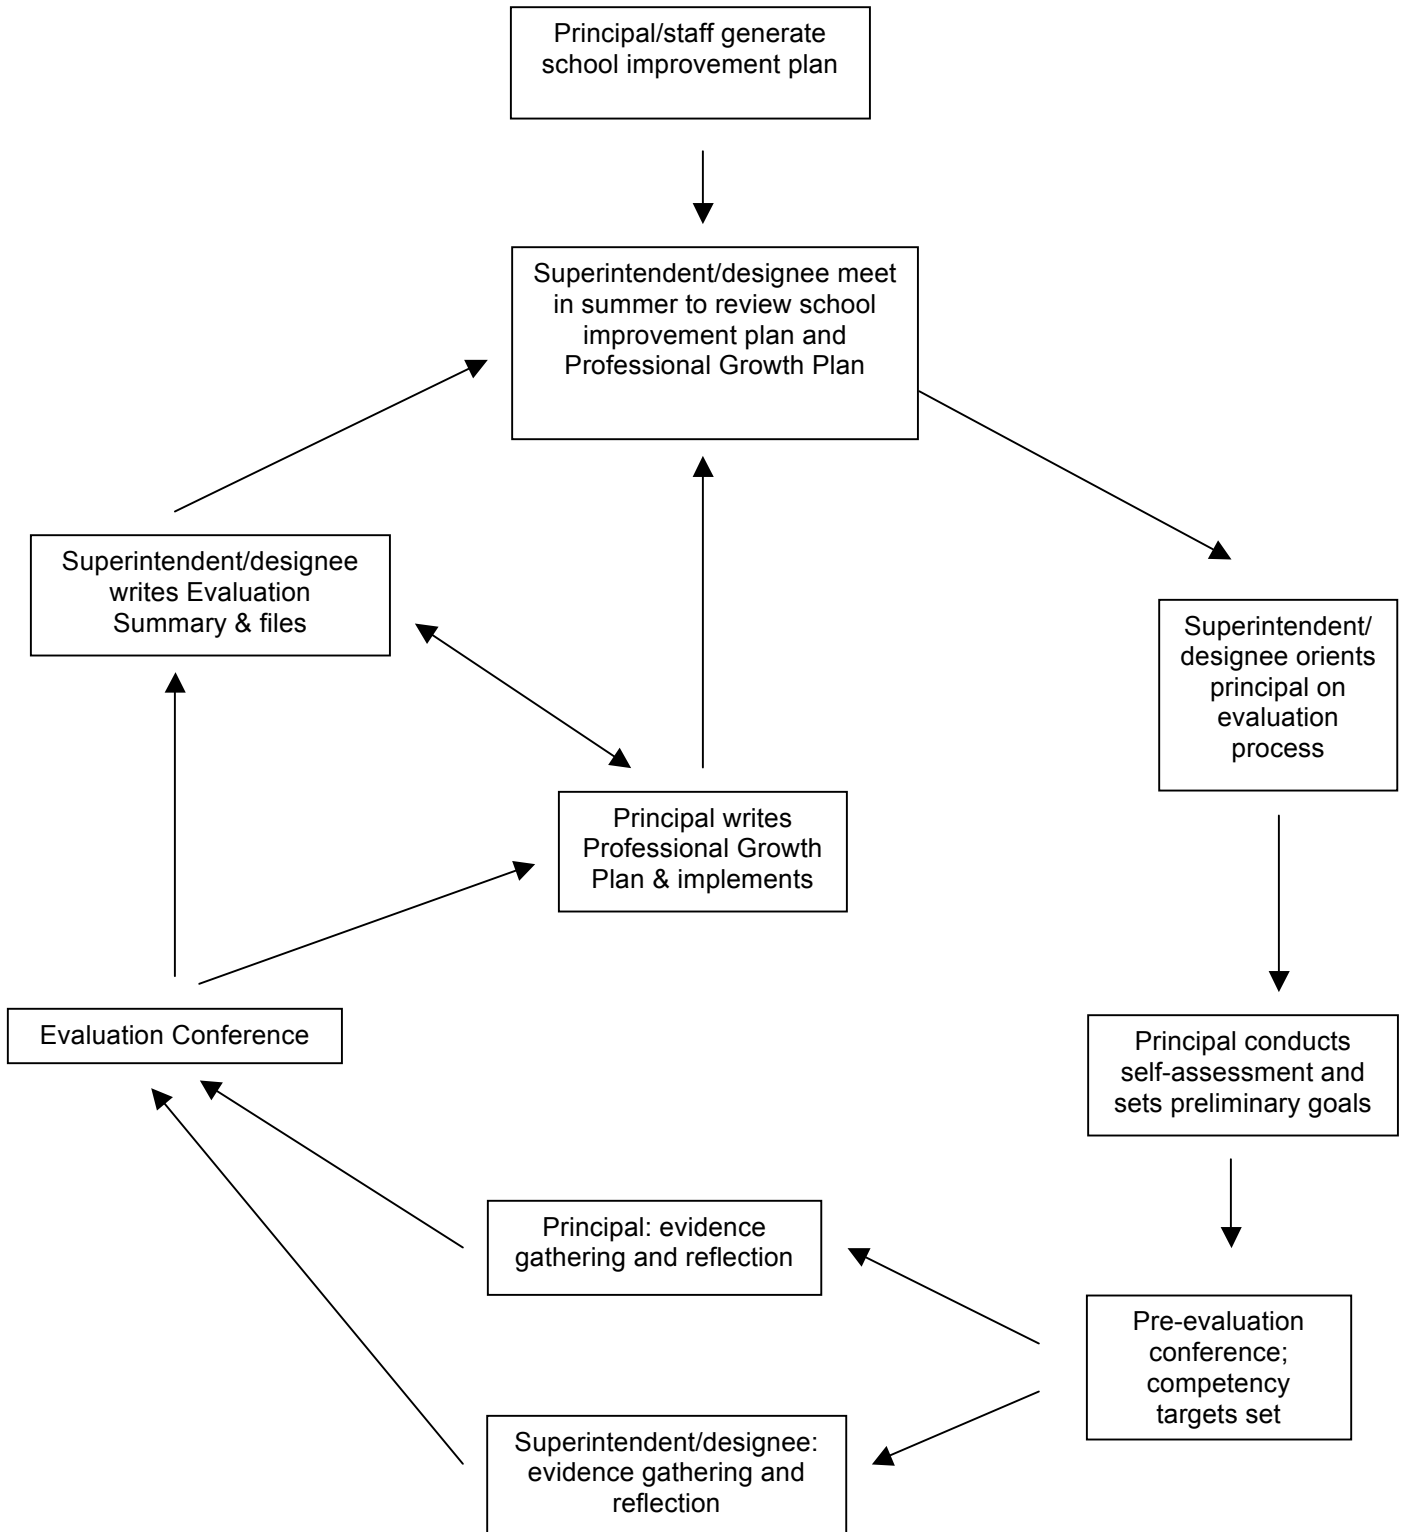 Principal/staff generate
school improvement plan
Superintendent/designee meet
in summer to review school
improvement plan and
Professional Growth Plan
Superintendent/designee
writes Evaluation
Summary & files
Superintendent/
designee orients
principal on
evaluation
process
Principal writes
Professional Growth
Plan & implements
Evaluation Conference
Principal conducts
self-assessment and
sets preliminary goals
Principal: evidence
gathering and reflection
Pre-evaluation
conference;
competency
targets set
Superintendent/designee:
evidence gathering and
reflection